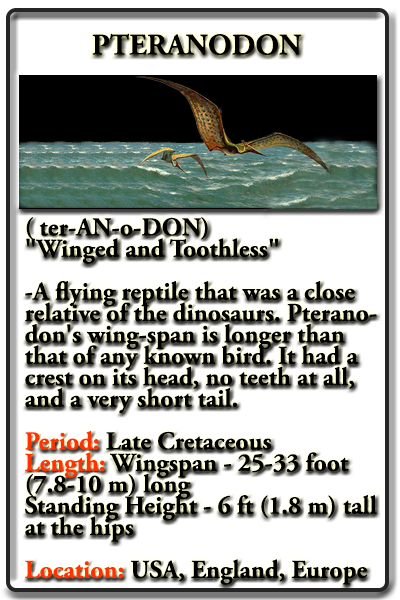 PTERANODON
( ter-AN-o-DON)
"Winged and Toothless"
-A flying reptile that was a close
relative of the dinosaurs. Pterano-
don's wing-span is longer than
that of any known bird. It had a
crest on its head, no teeth at all,
and a very short tail.
Period: Late Cretaceous
Length: Wingspan - 25-33 foot
(7.8-10 m) long
Standing Height - 6 ft (1.8 m) tall
at the hips
Location: USA, England, Europe